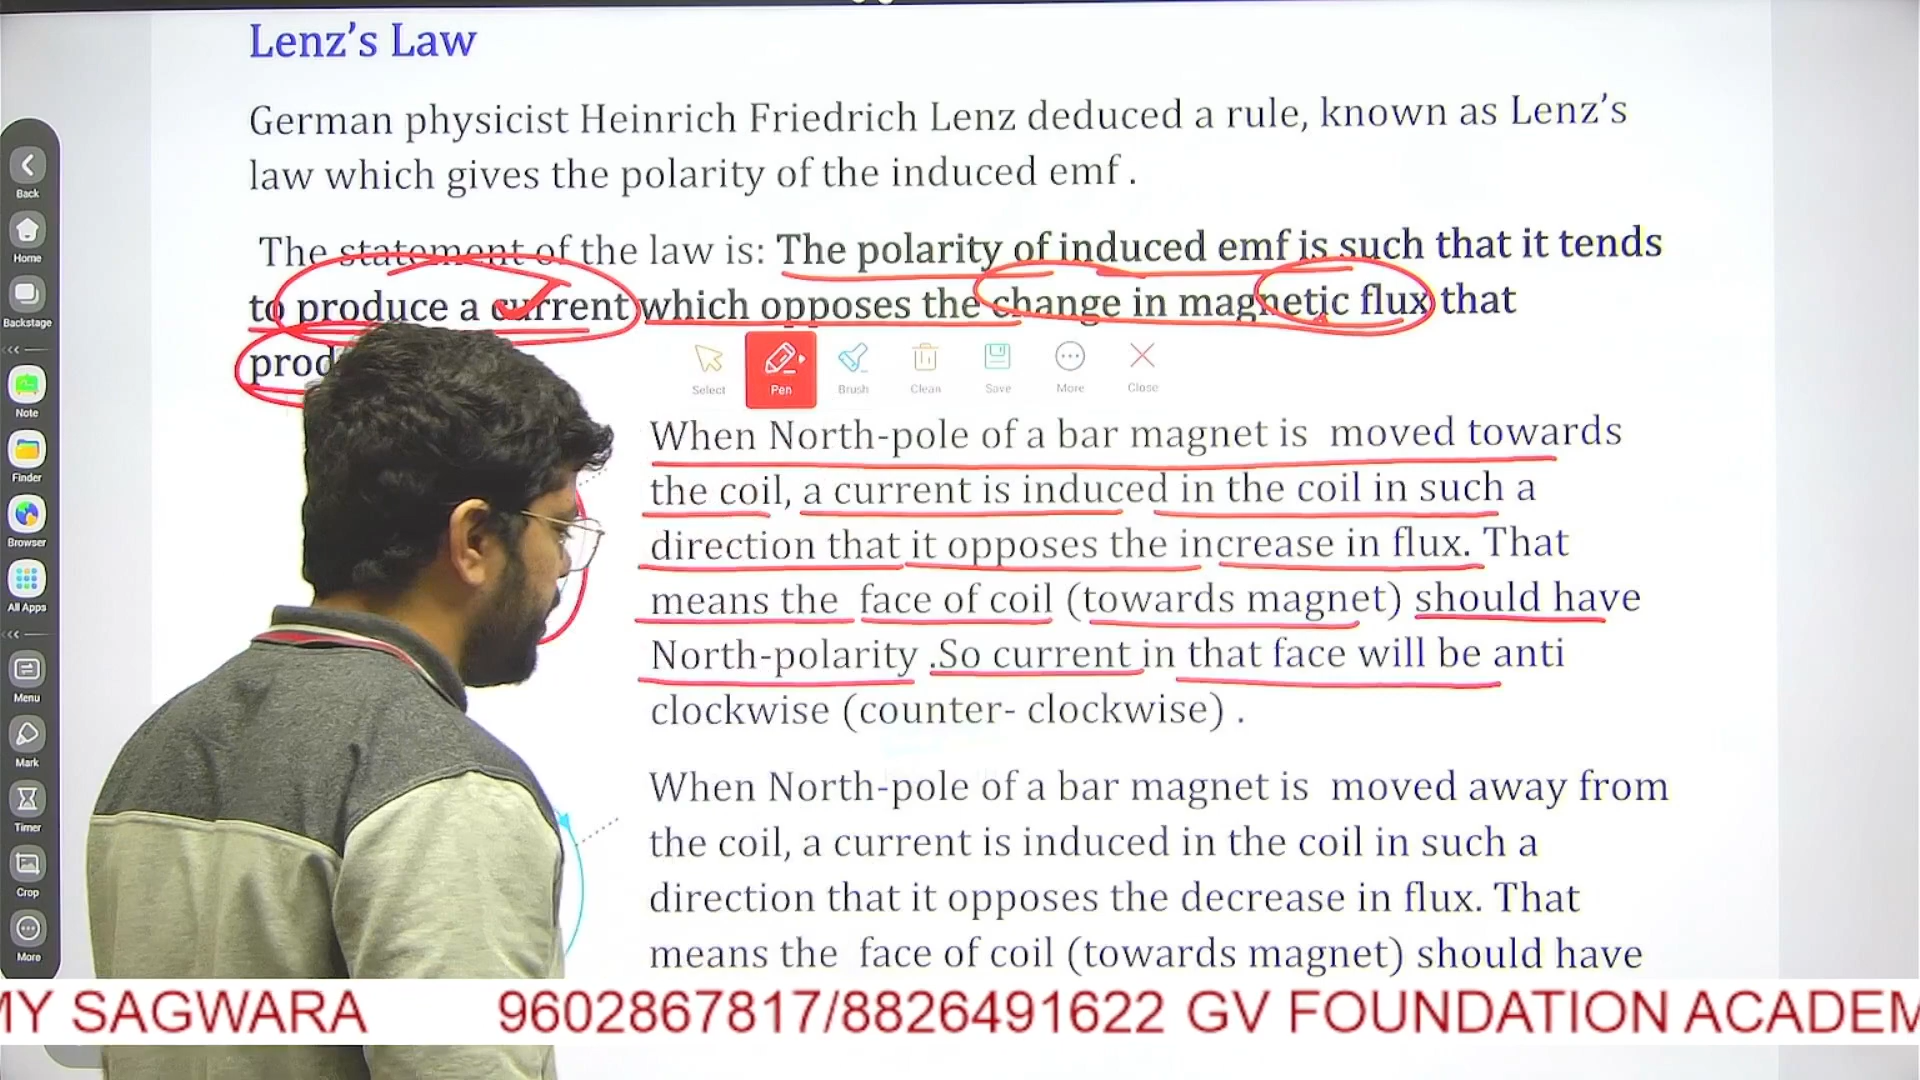 Lenz's Law
German physicist Heinrich Friedrich Lenz deduced a rule, known as Lenz's
law which gives the polarity of the induced emf .
The statement of the law is: The polarity of induced emf is such that it tends
to produce a current which opposes the change in magnetic flux that
prod
Select Pen Brush Clean Save More Close
When North-pole of a bar magnet is moved towards
the coil, a current is induced in the coil in such a
direction that it opposes the increase in flux. That
means the face of coil (towards magnet) should have
North-polarity .So current in that face will be anti
clockwise (counter- clockwise) .
When North-pole of a bar magnet is moved away from
the coil, a current is induced in the coil in such a
direction that it opposes the decrease in flux. That
means the face of coil (towards magnet) should have
Back
Home
Backstage
Note
Finder
Browser
All Apps
Menu
Mark
Timer
Crop
More
MY SAGWARA 9602867817/8826491622 GV FOUNDATION ACADEM